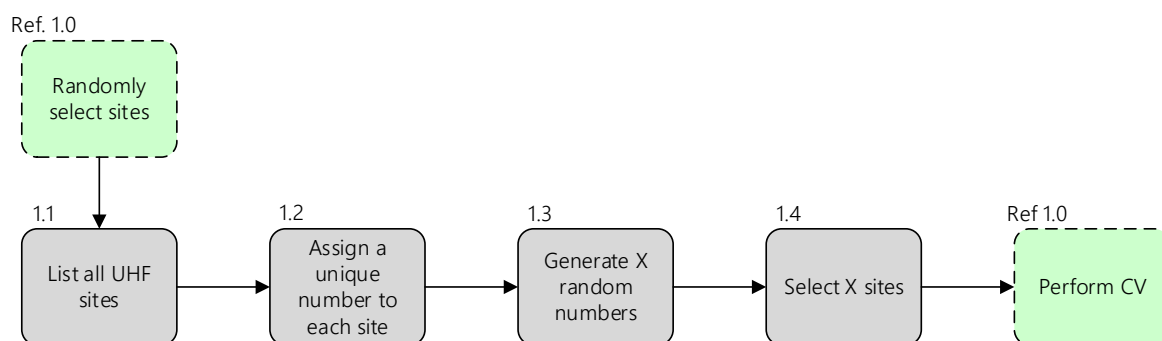 Ref. 1.0
Randomly
select sites
1.1
List all UHF
sites
1.2
Assign a
unique
number to
each site
1.3
Generate X
random
numbers
1.4
Select X sites
Ref 1.0
Perform CV